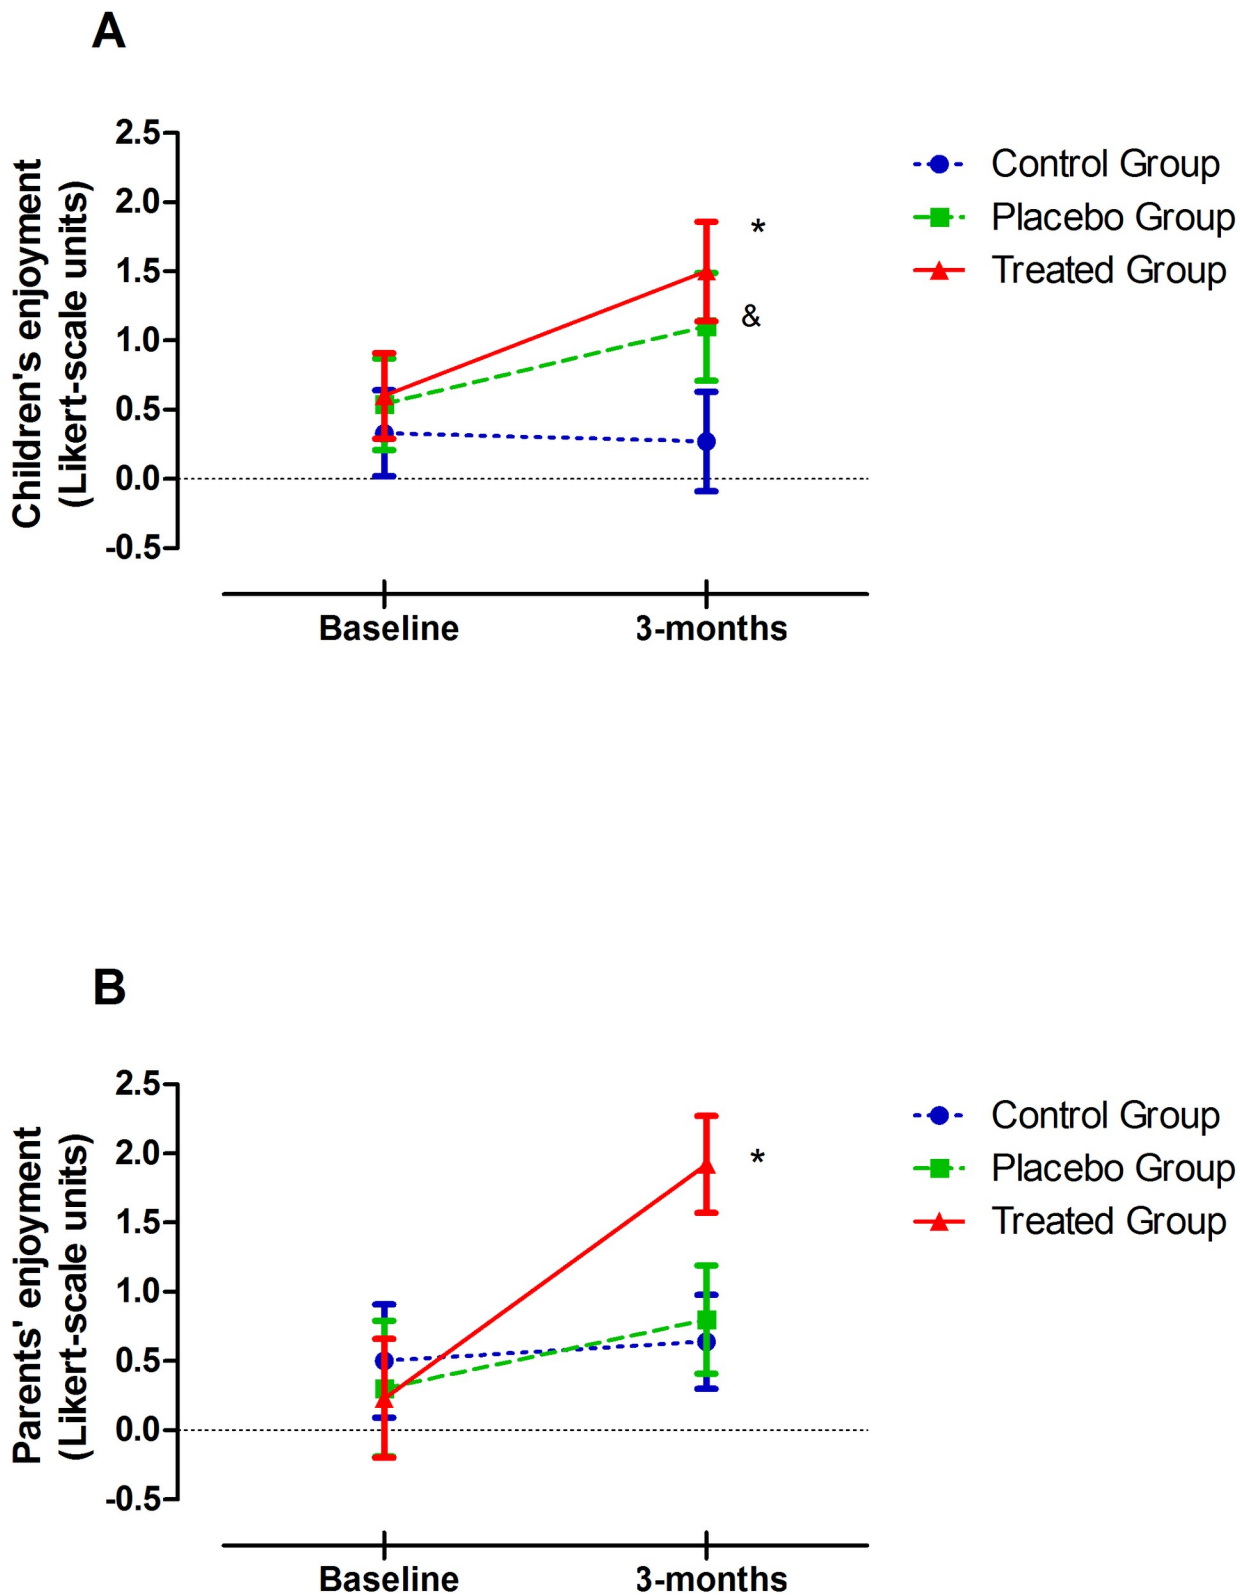 A
Children's enjoyment
(Likert-scale units)
2.5
2.0
1.5
1.0
0.5
0.0
-0.5
*
&
Baseline
3-months
Control Group
Placebo Group
Treated Group
B
Parents' enjoyment
(Likert-scale units)
2.5
2.0
1.5
1.0
0.5
0.0
-0.5
*
Baseline
3-months
Control Group
Placebo Group
Treated Group